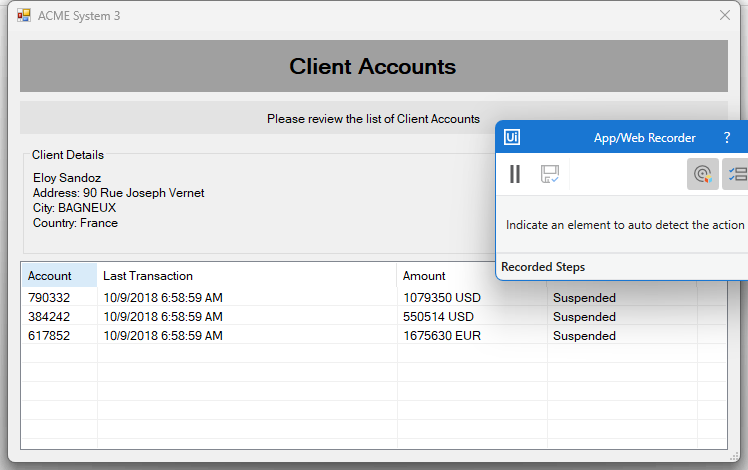 ACME System 3
Client Accounts
Please review the list of Client Accounts
Client Details
Eloy Sandoz
Address: 90 Rue Joseph Vernet
City: BAGNEUX
Country: France
Ui App/Web Recorder ?
Indicate an element to auto detect the action
Recorded Steps
Account Last Transaction Amount
790332 10/9/2018 6:58:59 AM 1079350 USD Suspended
384242 10/9/2018 6:58:59 AM 550514 USD Suspended
617852 10/9/2018 6:58:59 AM 1675630 EUR Suspended